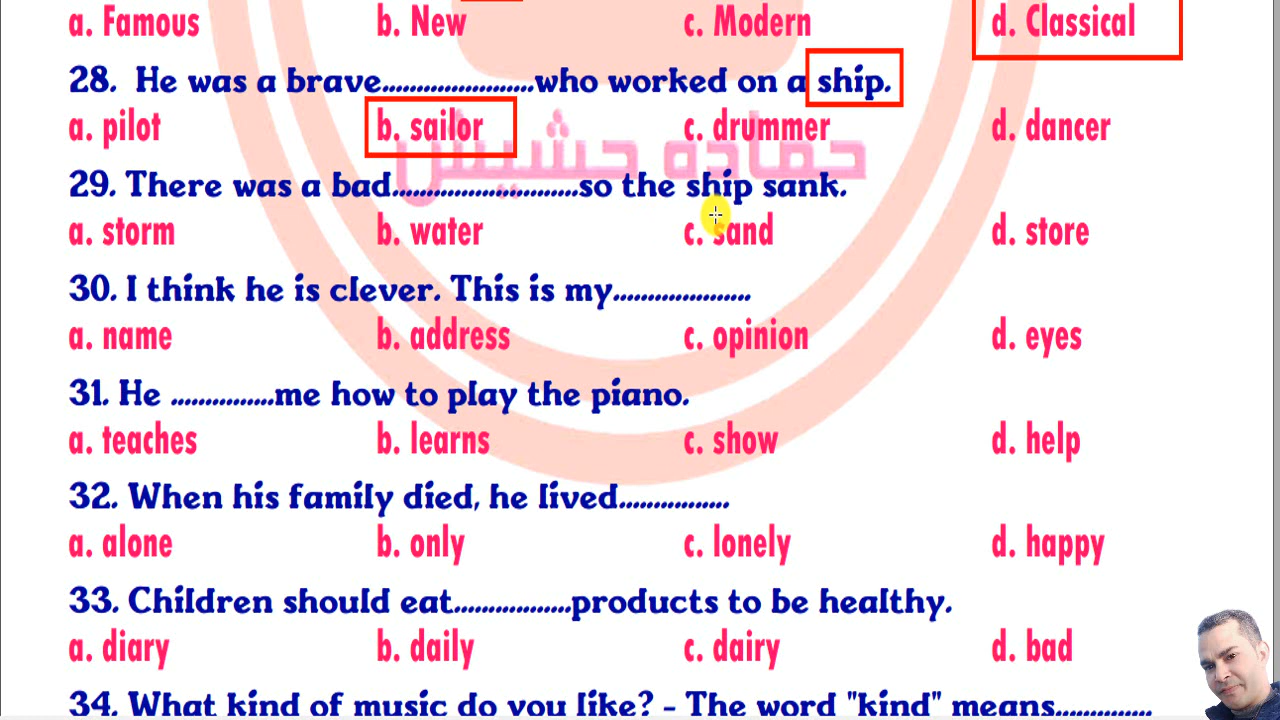 a. Famous b. New c. Modern d. Classical
28. He was a brave......................who worked on a ship.
a. pilot b. sailor c. drummer d. dancer
حماده حشيش
29. There was a bad...........................so the ship sank.
a. storm b. water c. sand d. store
30. I think he is clever. This is my....................
a. name b. address c. opinion d. eyes
31. He ...............me how to play the piano.
a. teaches b. learns c. show d. help
32. When his family died, he lived................
a. alone b. only c. lonely d. happy
33. Children should eat.................products to be healthy.
a. diary b. daily c. dairy d. bad
34. What kind of music do you like? - The word "kind" means..............